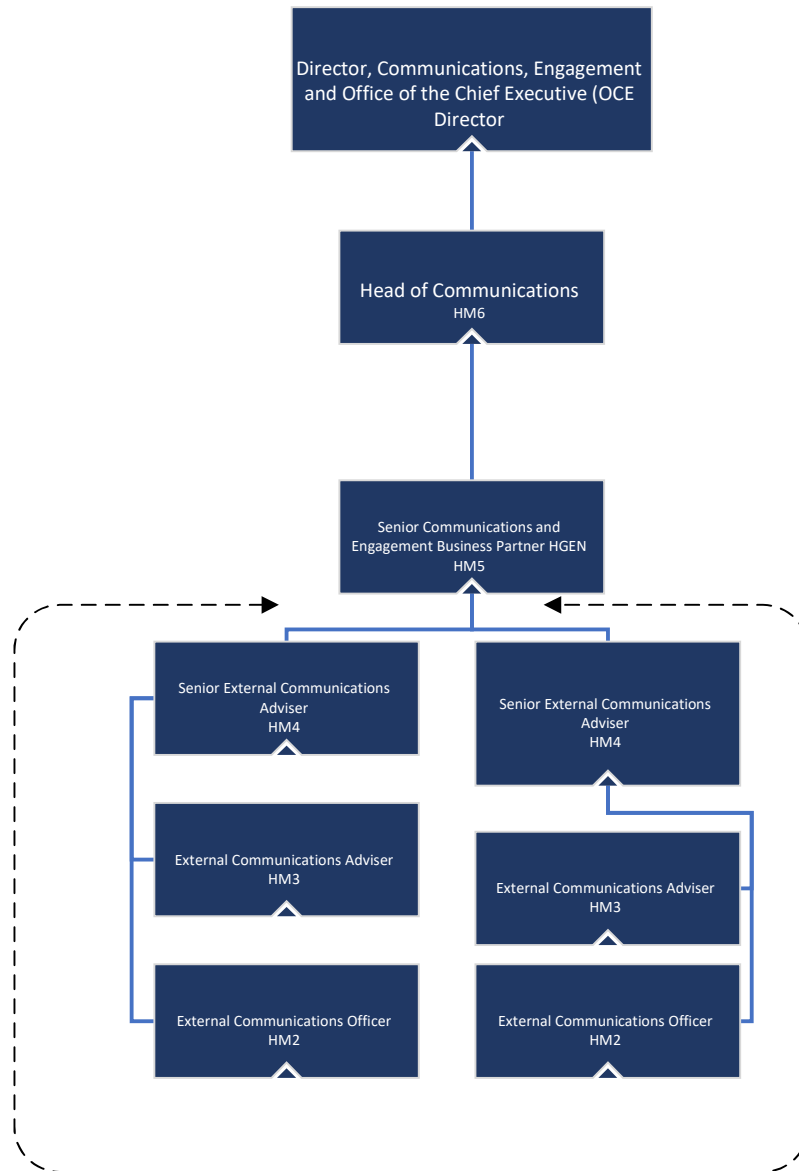 Director, Communications, Engagement
and Office of the Chief Executive (OCE
Director
Head of Communications
HM6
Senior Communications and
Engagement Business Partner HGEN
HM5
Senior External Communications
Adviser
HM4
Senior External Communications
Adviser
HM4
External Communications Adviser
HM3
External Communications Adviser
HM3
External Communications Officer
HM2
External Communications Officer
HM2